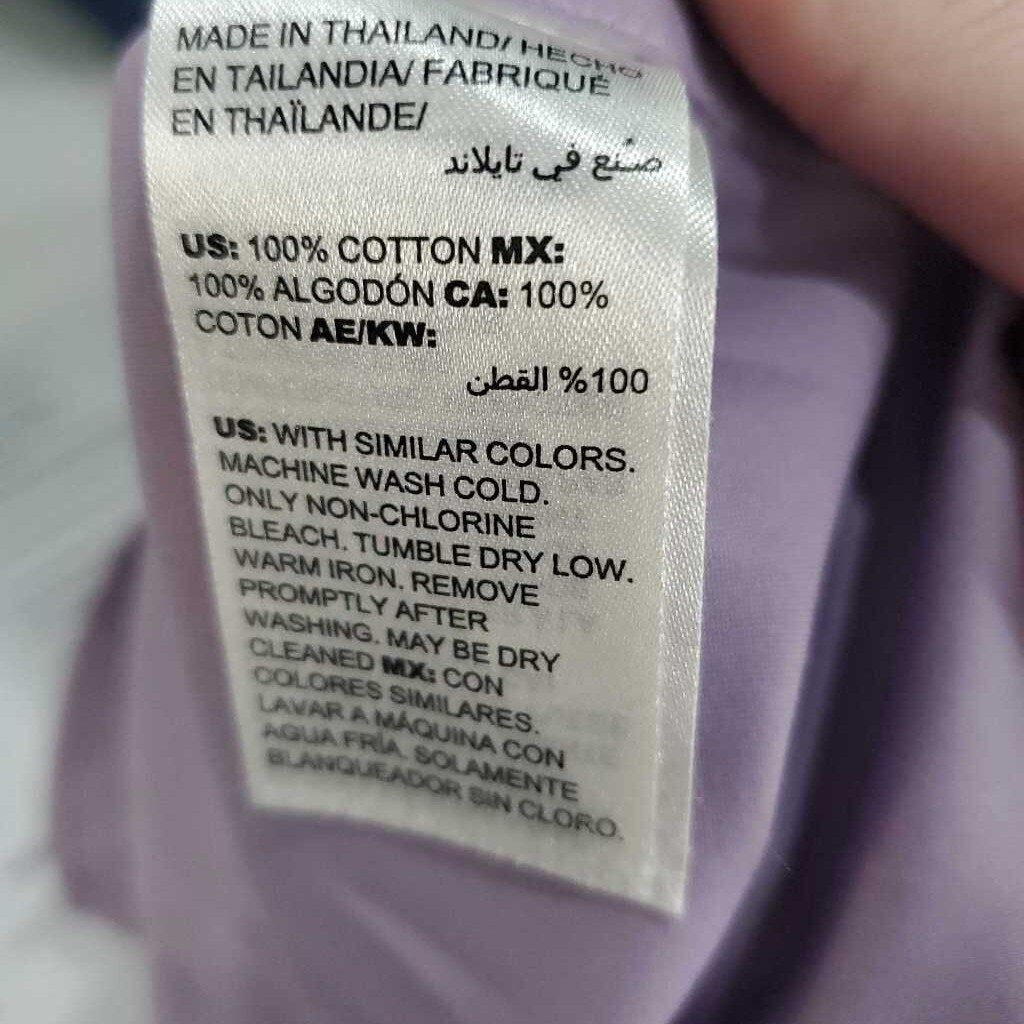 MADE IN THAILAND/ HECHO
EN TAILANDIA/ FABRIQUÉ
EN THAÏLANDE/
صنع في تايلاند
US: 100% COTTON MX:
100% ALGODÓN CA: 100%
COTON AE/KW:
100% القطن
US: WITH SIMILAR COLORS.
MACHINE WASH COLD.
ONLY NON-CHLORINE
BLEACH. TUMBLE DRY LOW.
WARM IRON. REMOVE
PROMPTLY AFTER
WASHING. MAY BE DRY
CLEANED MX: CON
COLORES SIMILARES.
LAVAR A MÁQUINA CON
AGUA FRÍA. SOLAMENTE
BLANQUEADOR SIN CLORO.